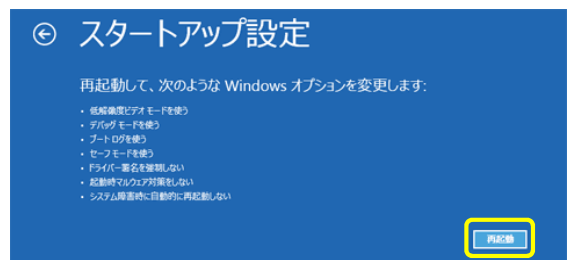 スタートアップ設定
再起動して、次のような Windows オプションを変更します:
• 低解像度ビデオ モードを使う
• デバッグ モードを使う
• ブート ログを使う
• セーフ モードを使う
• ドライバー署名を強制しない
• 起動時マルウェア対策をしない
• システム障害時に自動的に再起動しない
再起動